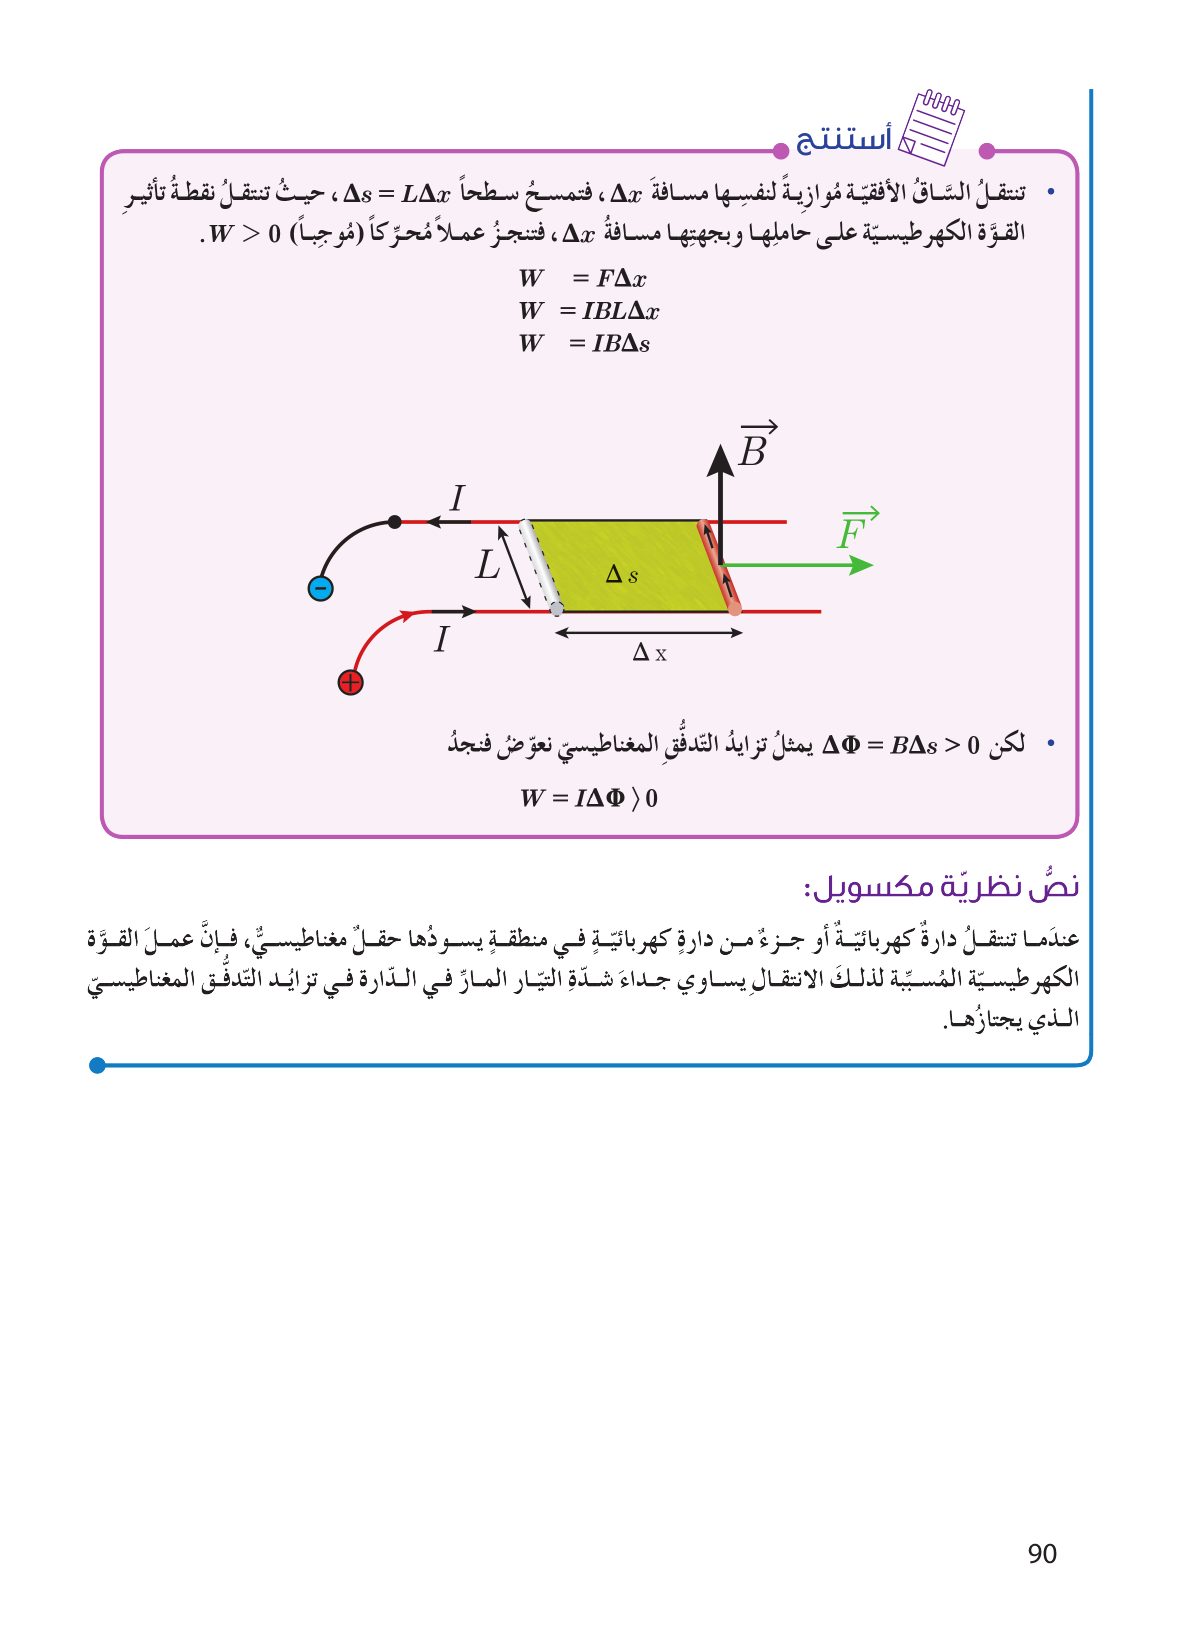 أستنتج
• تنتقلُ السَّاقُ الأفقيّة مُوازِيةً لنفسِها مسافةَ Δx ، فتمسحُ سطحاً Δs = LΔx ، حيثُ تنتقلُ نقطةُ تأثيرِ
القوَّة الكهرطيسيّة على حاملِها وبجهتِها مسافةُ Δx ، فتنجزُ عملاً مُحرِّكاً (مُوجِباً) W > 0 .
W = FΔx
W = IBLΔx
W = IBΔs
B
I
F
L
Δ s
I
Δ x
-
+
• لكن ΔΦ = BΔs > 0 يمثلُ تزايدُ التّدفُّقِ المغناطيسيّ نعوّضُ فنجدُ
W = IΔΦ ⟩ 0
نصُّ نظريّة مكسويل:
عندَما تنتقلُ دارةٌ كهربائيّةٌ أو جزءٌ من دارةٍ كهربائيّةٍ في منطقةٍ يسودُها حقلٌ مغناطيسيٌّ، فإنَّ عملَ القوَّة
الكهرطيسيّة المُسبِّبة لذلكَ الانتقالِ يساوي جداءَ شدّةِ التيّار المارِّ في الدّارة في تزايُد التّدفُّق المغناطيسيّ
الذي يجتازُها.
90